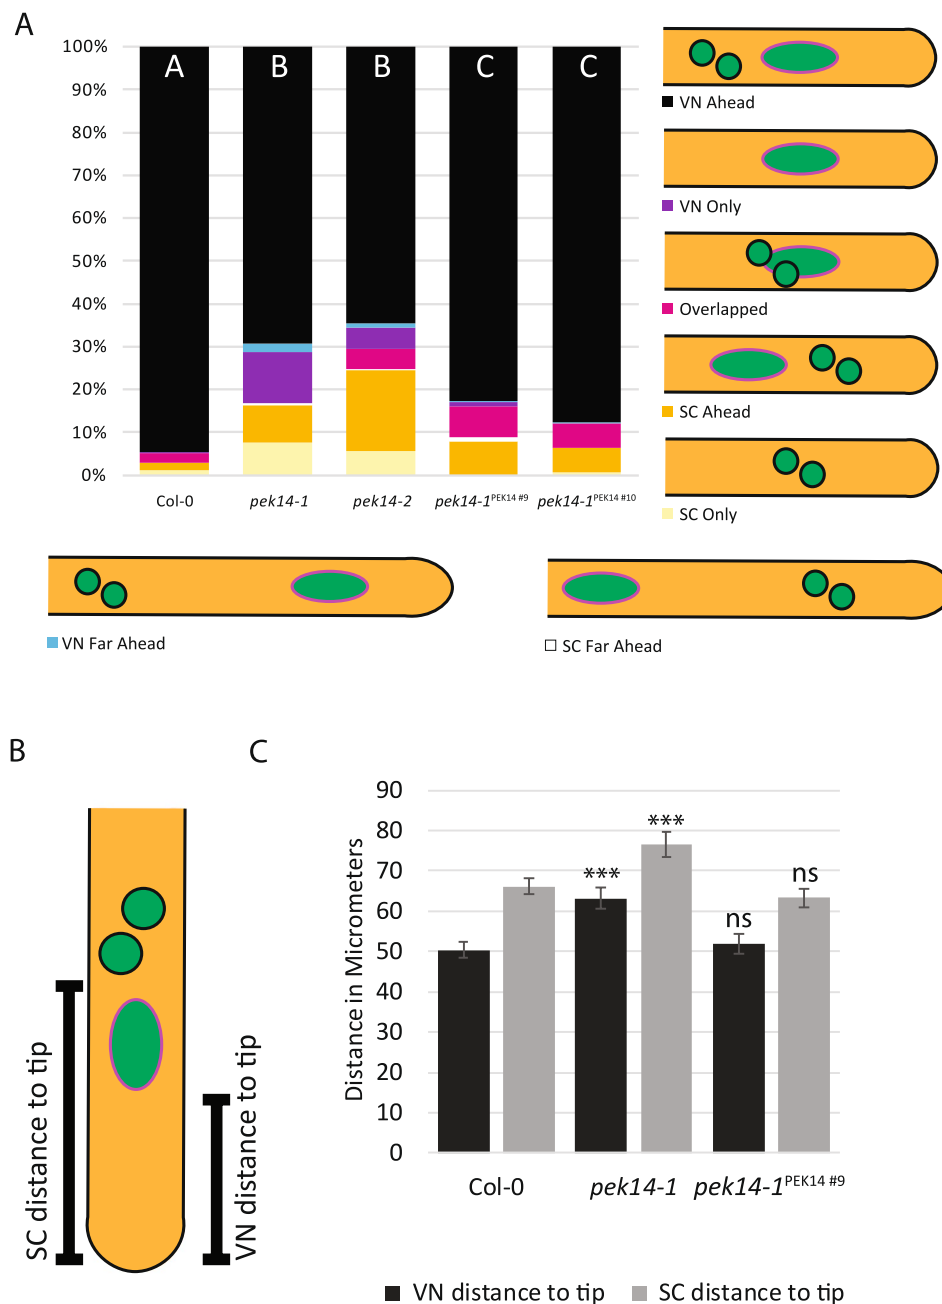 A
100%
90%
80%
70%
60%
50%
40%
30%
20%
10%
0%
A B B C C
Col-0 pek14-1 pek14-2 pek14-1PEK14 #9 pek14-1PEK14 #10
VN Ahead
VN Only
Overlapped
SC Ahead
SC Only
VN Far Ahead
SC Far Ahead
B
SC distance to tip
VN distance to tip
C
Distance in Micrometers
90
80
70
60
50
40
30
20
10
0
*** *** ns ns
Col-0 pek14-1 pek14-1PEK14 #9
VN distance to tip SC distance to tip